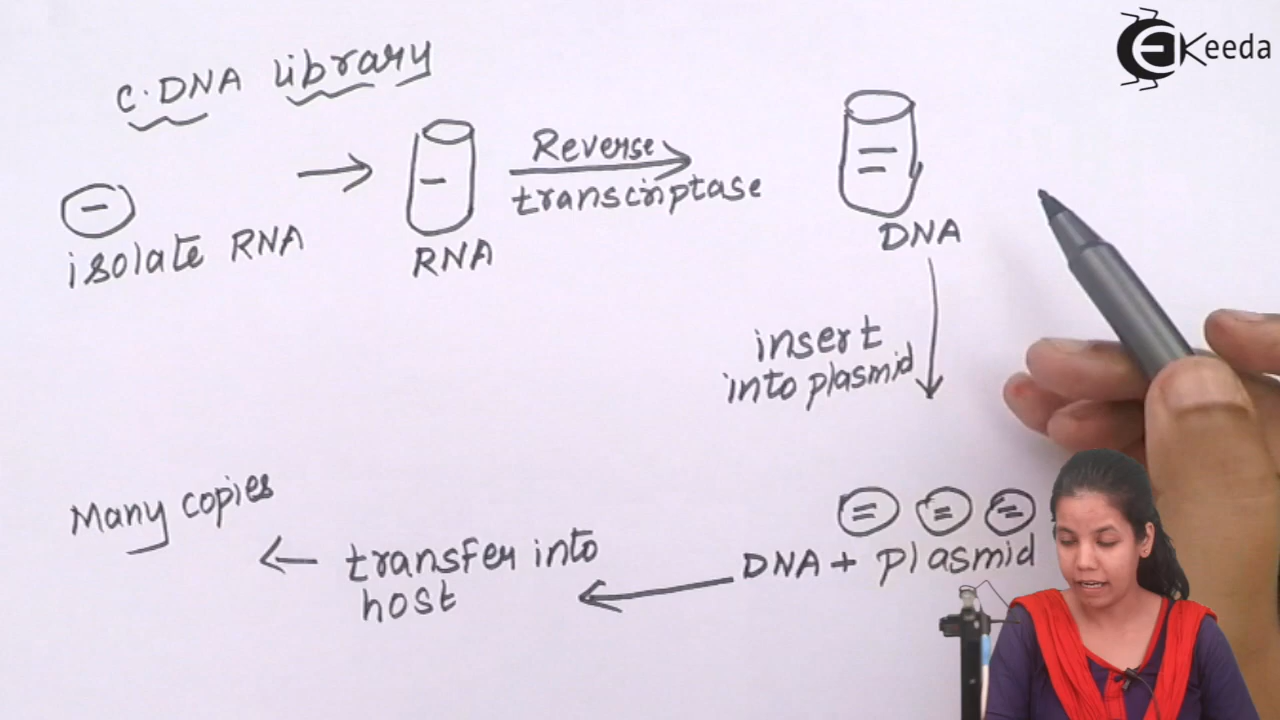 C.DNA library
isolate RNA
RNA
Reverse
transcriptase
DNA
insert
into plasmid
DNA + plasmid
transfer into
host
Many copies
Keeda